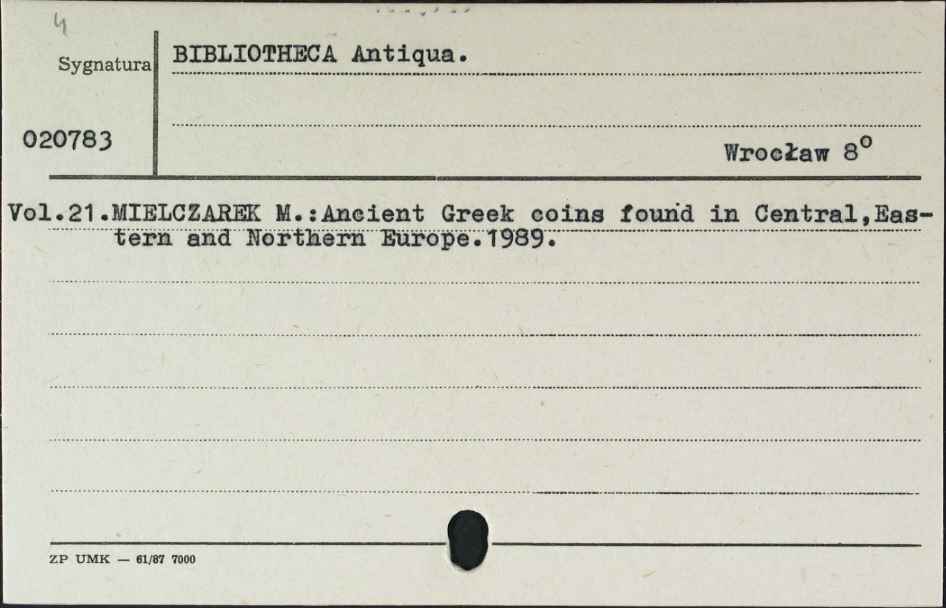 4
Sygnatura
BIBLIOTHECA Antiqua.
020783
Wrocław 8º
Vol.21.MIELCZAREK M.:Ancient Greek coins found in Central,Eas-
tern and Northern Europe.1989.
ZP UMK — 61/87 7000